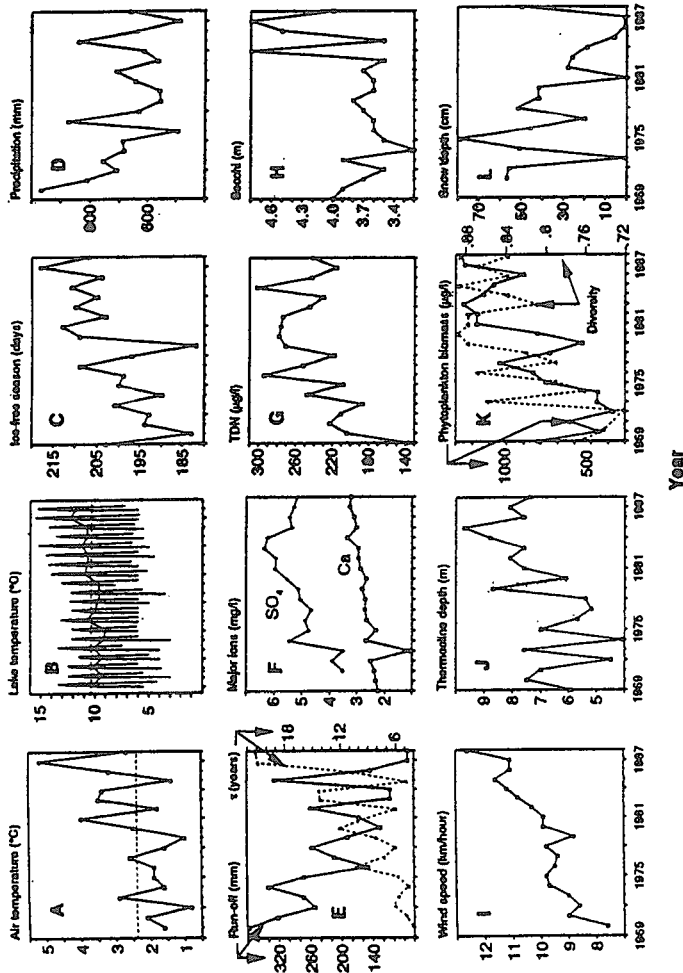 Air temperature (°C)
5
4
3
2
1
A
Lake temperature (°C)
15
10
5
B
Ice-free season (days)
215
205
195
185
C
Precipitation (mm)
800
600
D
Run-off (mm)
τ (years)
320
260
200
140
18
12
6
E
Major ions (mg/l)
6
5
4
3
2
1
SO4
Ca
F
TDN (µg/l)
300
260
220
180
140
G
Secchi (m)
4.6
4.3
4.0
3.7
3.4
H
Wind speed (km/hour)
12
11
10
9
8
I
1969
1975
1981
1987
Thermocline depth (m)
9
8
7
6
5
J
1969
1975
1981
1987
Phytoplankton biomass (µg/l)
1000
500
.88
.84
.8
.76
.72
Diversity
K
1969
1975
1981
1987
Snow depth (cm)
70
50
30
10
L
1969
1975
1981
1987
Year